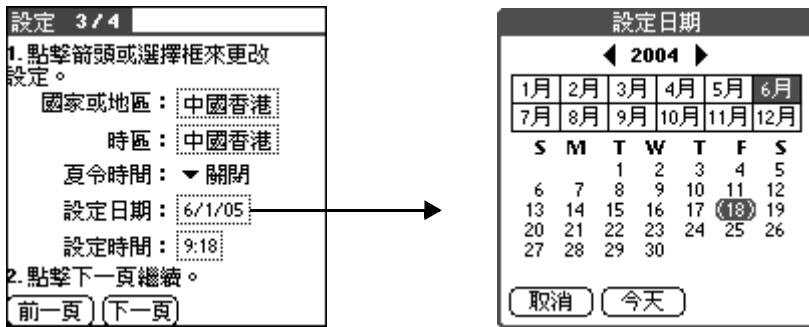 設定 3/4
1. 點擊箭頭或選擇框來更改
設定。
國家或地區： 中國香港
時區： 中國香港
夏令時間： 關閉
設定日期： 6/1/05
設定時間： 9:18
2. 點擊下一頁繼續。
前一頁 下一頁
設定日期
2004
1月 2月 3月 4月 5月 6月
7月 8月 9月 10月 11月 12月
S M T W T F S
1 2 3 4 5
6 7 8 9 10 11 12
13 14 15 16 17 18 19
20 21 22 23 24 25 26
27 28 29 30
取消 今天